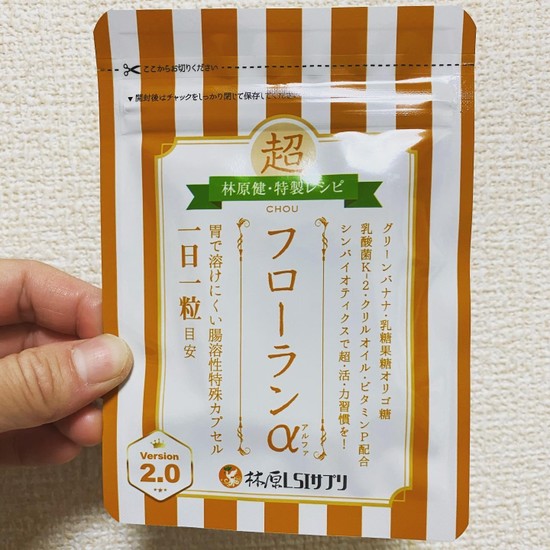 ここからお切りください
▼開封後はチャックをしっかり閉じて保存してください
超
林原健・特製レシピ
CHOU
グリーンバナナ・乳糖果糖オリゴ糖
乳酸菌K-2・クリルオイル・ビタミンP配合
シンバイオティクスで超・活・力習慣を!
フローランα
アルファ
胃で溶けにくい腸溶性特殊カプセル
一日一粒目安
Version
2.0
林原LSIサプリ